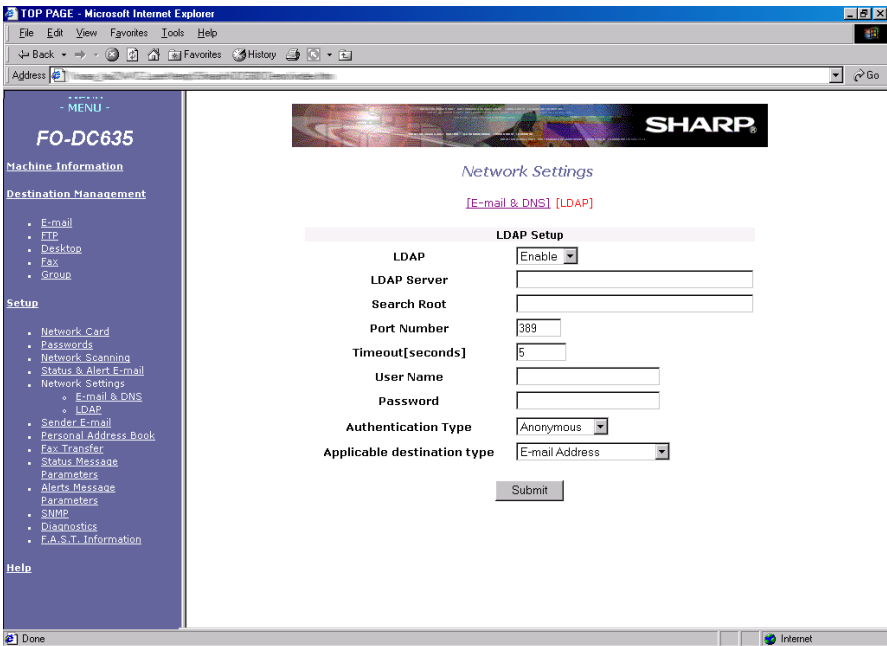 TOP PAGE - Microsoft Internet Explorer
File Edit View Favorites Tools Help
Back Favorites History
Address Go
- MENU -
FO-DC635
Machine Information
Destination Management
E-mail
FTP
Desktop
Fax
Group
Setup
Network Card
Passwords
Network Scanning
Status & Alert E-mail
Network Settings
E-mail & DNS
LDAP
Sender E-mail
Personal Address Book
Fax Transfer
Status Message
Parameters
Alerts Message
Parameters
SNMP
Diagnostics
F.A.S.T. Information
Help
SHARP®
Network Settings
[E-mail & DNS] [LDAP]
LDAP Setup
LDAP Enable
LDAP Server
Search Root
Port Number 389
Timeout[seconds] 5
User Name
Password
Authentication Type Anonymous
Applicable destination type E-mail Address
Submit
Done Internet